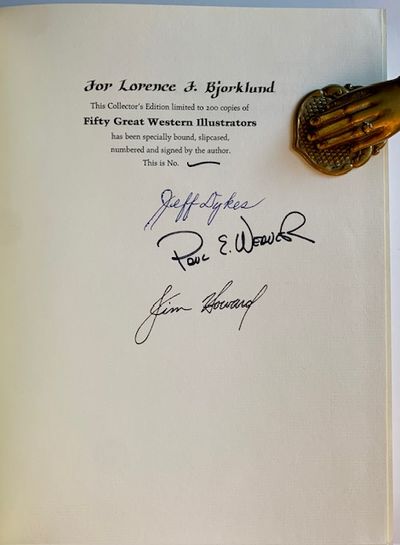 For Lorence F. Bjorklund
This Collector's Edition limited to 200 copies of
Fifty Great Western Illustrators
has been specially bound, slipcased,
numbered and signed by the author.
This is No.
Jeff Dykes
Paul E. Weaver
Jim Howard